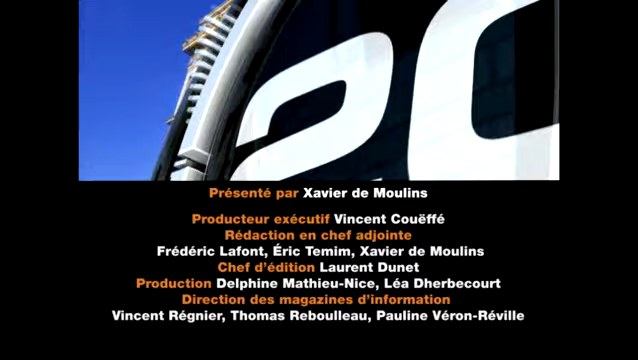 20
Présenté par Xavier de Moulins
Producteur exécutif Vincent Couëffé
Rédaction en chef adjointe
Frédéric Lafont, Éric Temim, Xavier de Moulins
Chef d’édition Laurent Dunet
Production Delphine Mathieu-Nice, Léa Dherbecourt
Direction des magazines d’information
Vincent Régnier, Thomas Reboulleau, Pauline Véron-Réville